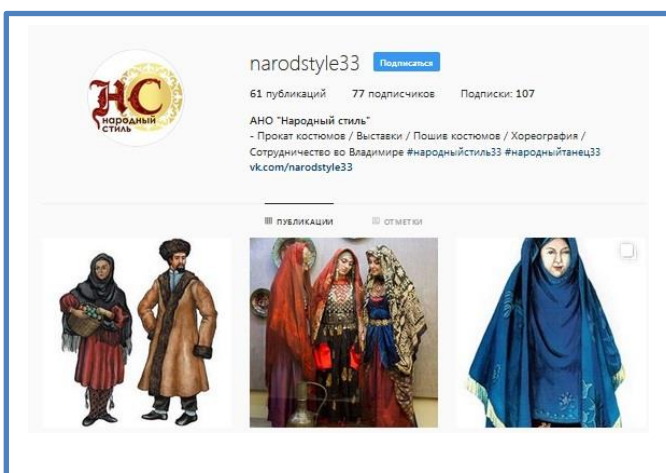 НС
НАРОДНЫЙ
СТИЛЬ
narodstyle33 Подписаться
61 публикаций 77 подписчиков Подписки: 107
АНО "Народный стиль"
- Прокат костюмов / Выставки / Пошив костюмов / Хореография /
Сотрудничество во Владимире #народныйстиль33 #народныйтанец33
vk.com/narodstyle33
ПУБЛИКАЦИИ ОТМЕТКИ